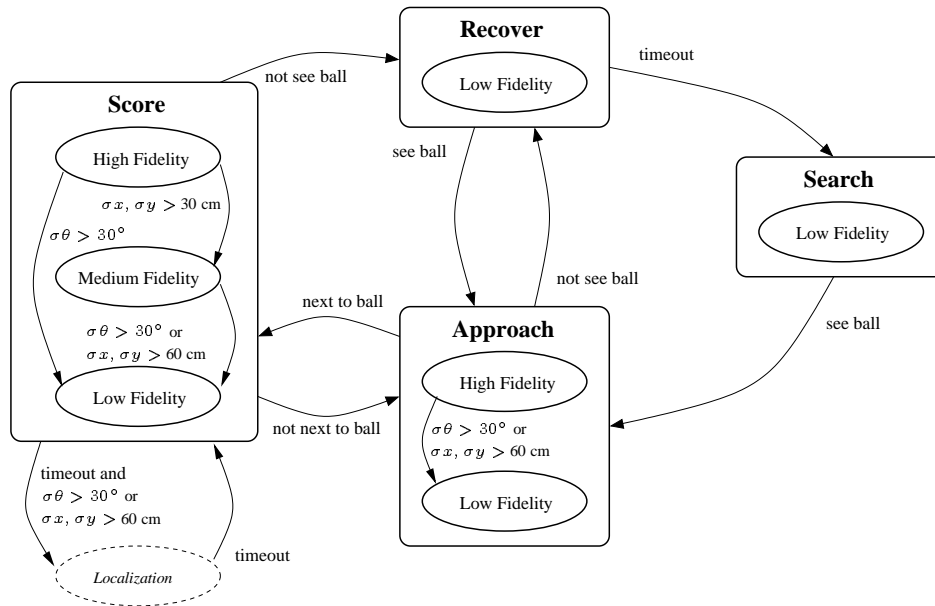 Recover
Low Fidelity
timeout
not see ball
Score
High Fidelity
σx, σy > 30 cm
σθ > 30°
Medium Fidelity
σθ > 30° or
σx, σy > 60 cm
Low Fidelity
see ball
Search
Low Fidelity
not see ball
next to ball
see ball
Approach
High Fidelity
σθ > 30° or
σx, σy > 60 cm
Low Fidelity
not next to ball
timeout and
σθ > 30° or
σx, σy > 60 cm
timeout
Localization